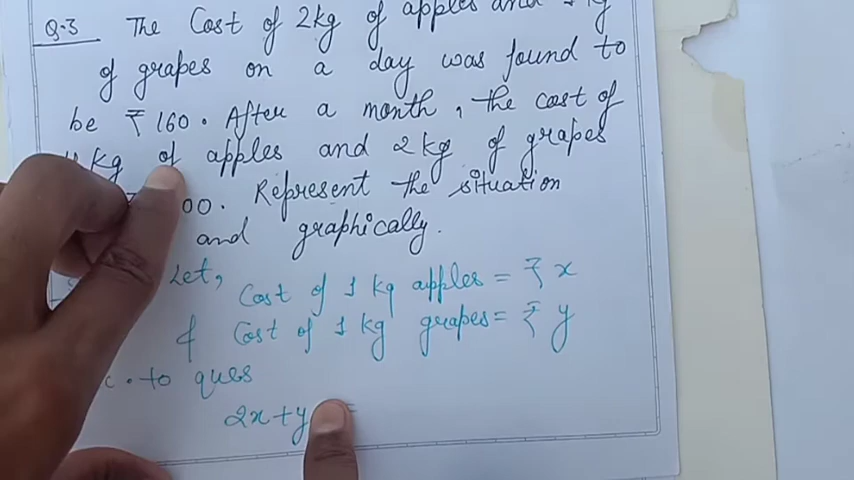 Q.3 The Cost of 2kg of apples and
of grapes on a day was found to
be ₹160. After a month, the cost of
kg of apples and 2kg of grapes
00. Represent the situation
and graphically.
Let,
Cost of 1 kg apples = ₹ x
& Cost of 1 kg grapes = ₹ y
to ques
2x+y =